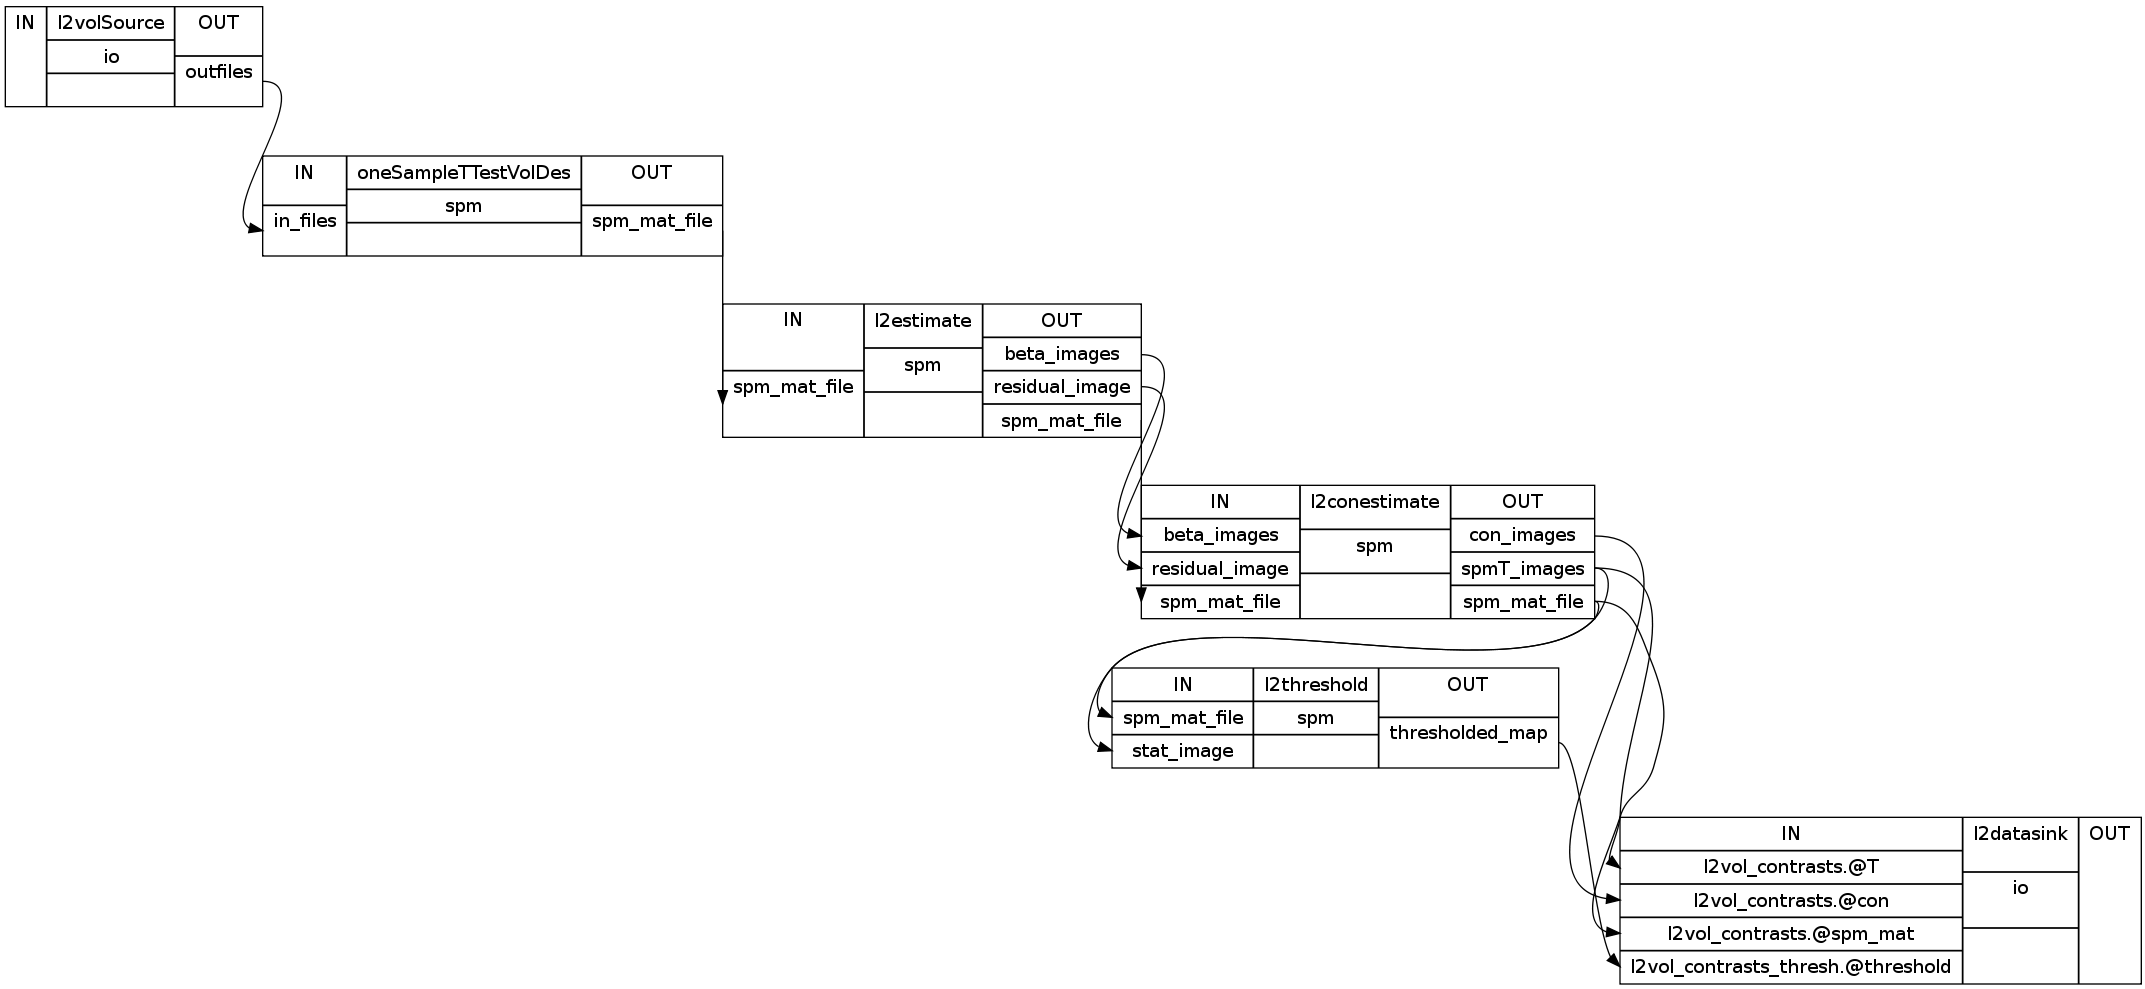 IN
l2volSource
OUT
io
outfiles
IN
oneSampleTTestVolDes
OUT
spm
in_files
spm_mat_file
IN
l2estimate
OUT
beta_images
spm
spm_mat_file
residual_image
spm_mat_file
IN
l2conestimate
OUT
beta_images
spm
con_images
residual_image
spmT_images
spm_mat_file
spm_mat_file
IN
l2threshold
OUT
spm_mat_file
spm
thresholded_map
stat_image
IN
l2datasink
OUT
l2vol_contrasts.@T
io
l2vol_contrasts.@con
l2vol_contrasts.@spm_mat
l2vol_contrasts_thresh.@threshold